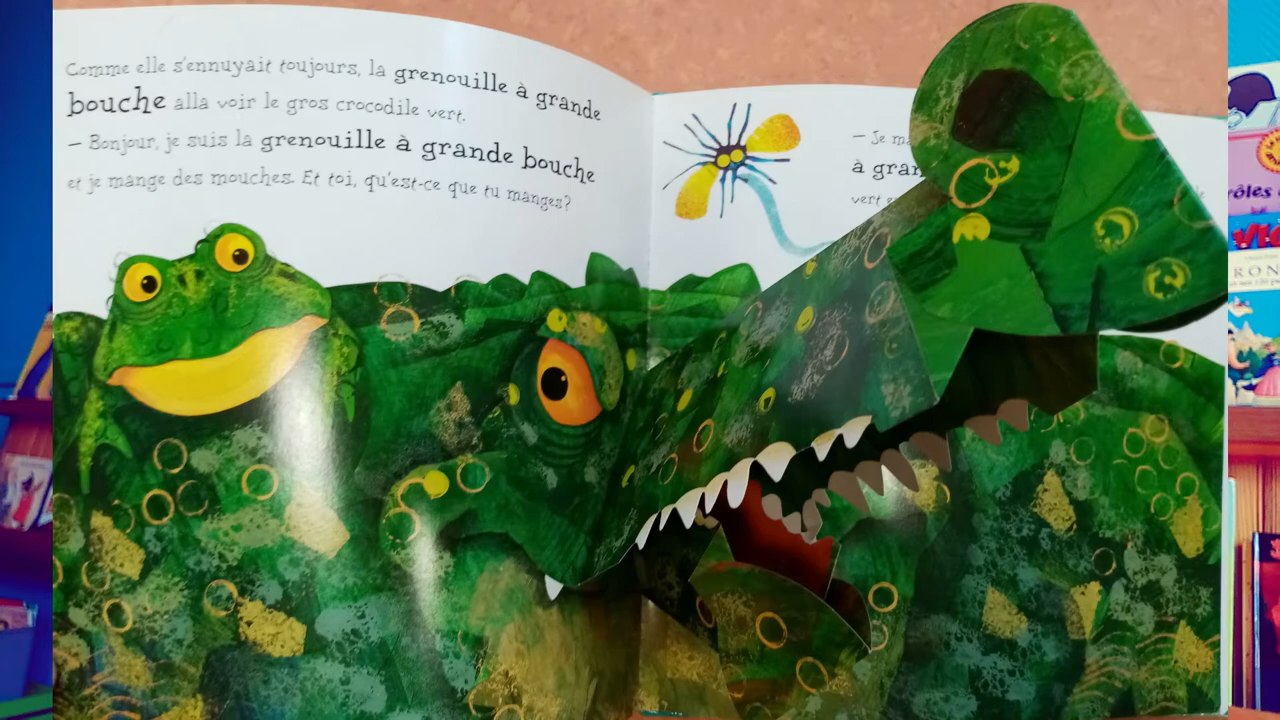 Comme elle s'ennuyait toujours, la grenouille à grande
bouche alla voir le gros crocodile vert.
– Bonjour, je suis la grenouille à grande bouche
et je mange des mouches. Et toi, qu'est-ce que tu manges?
– Je
à
vert